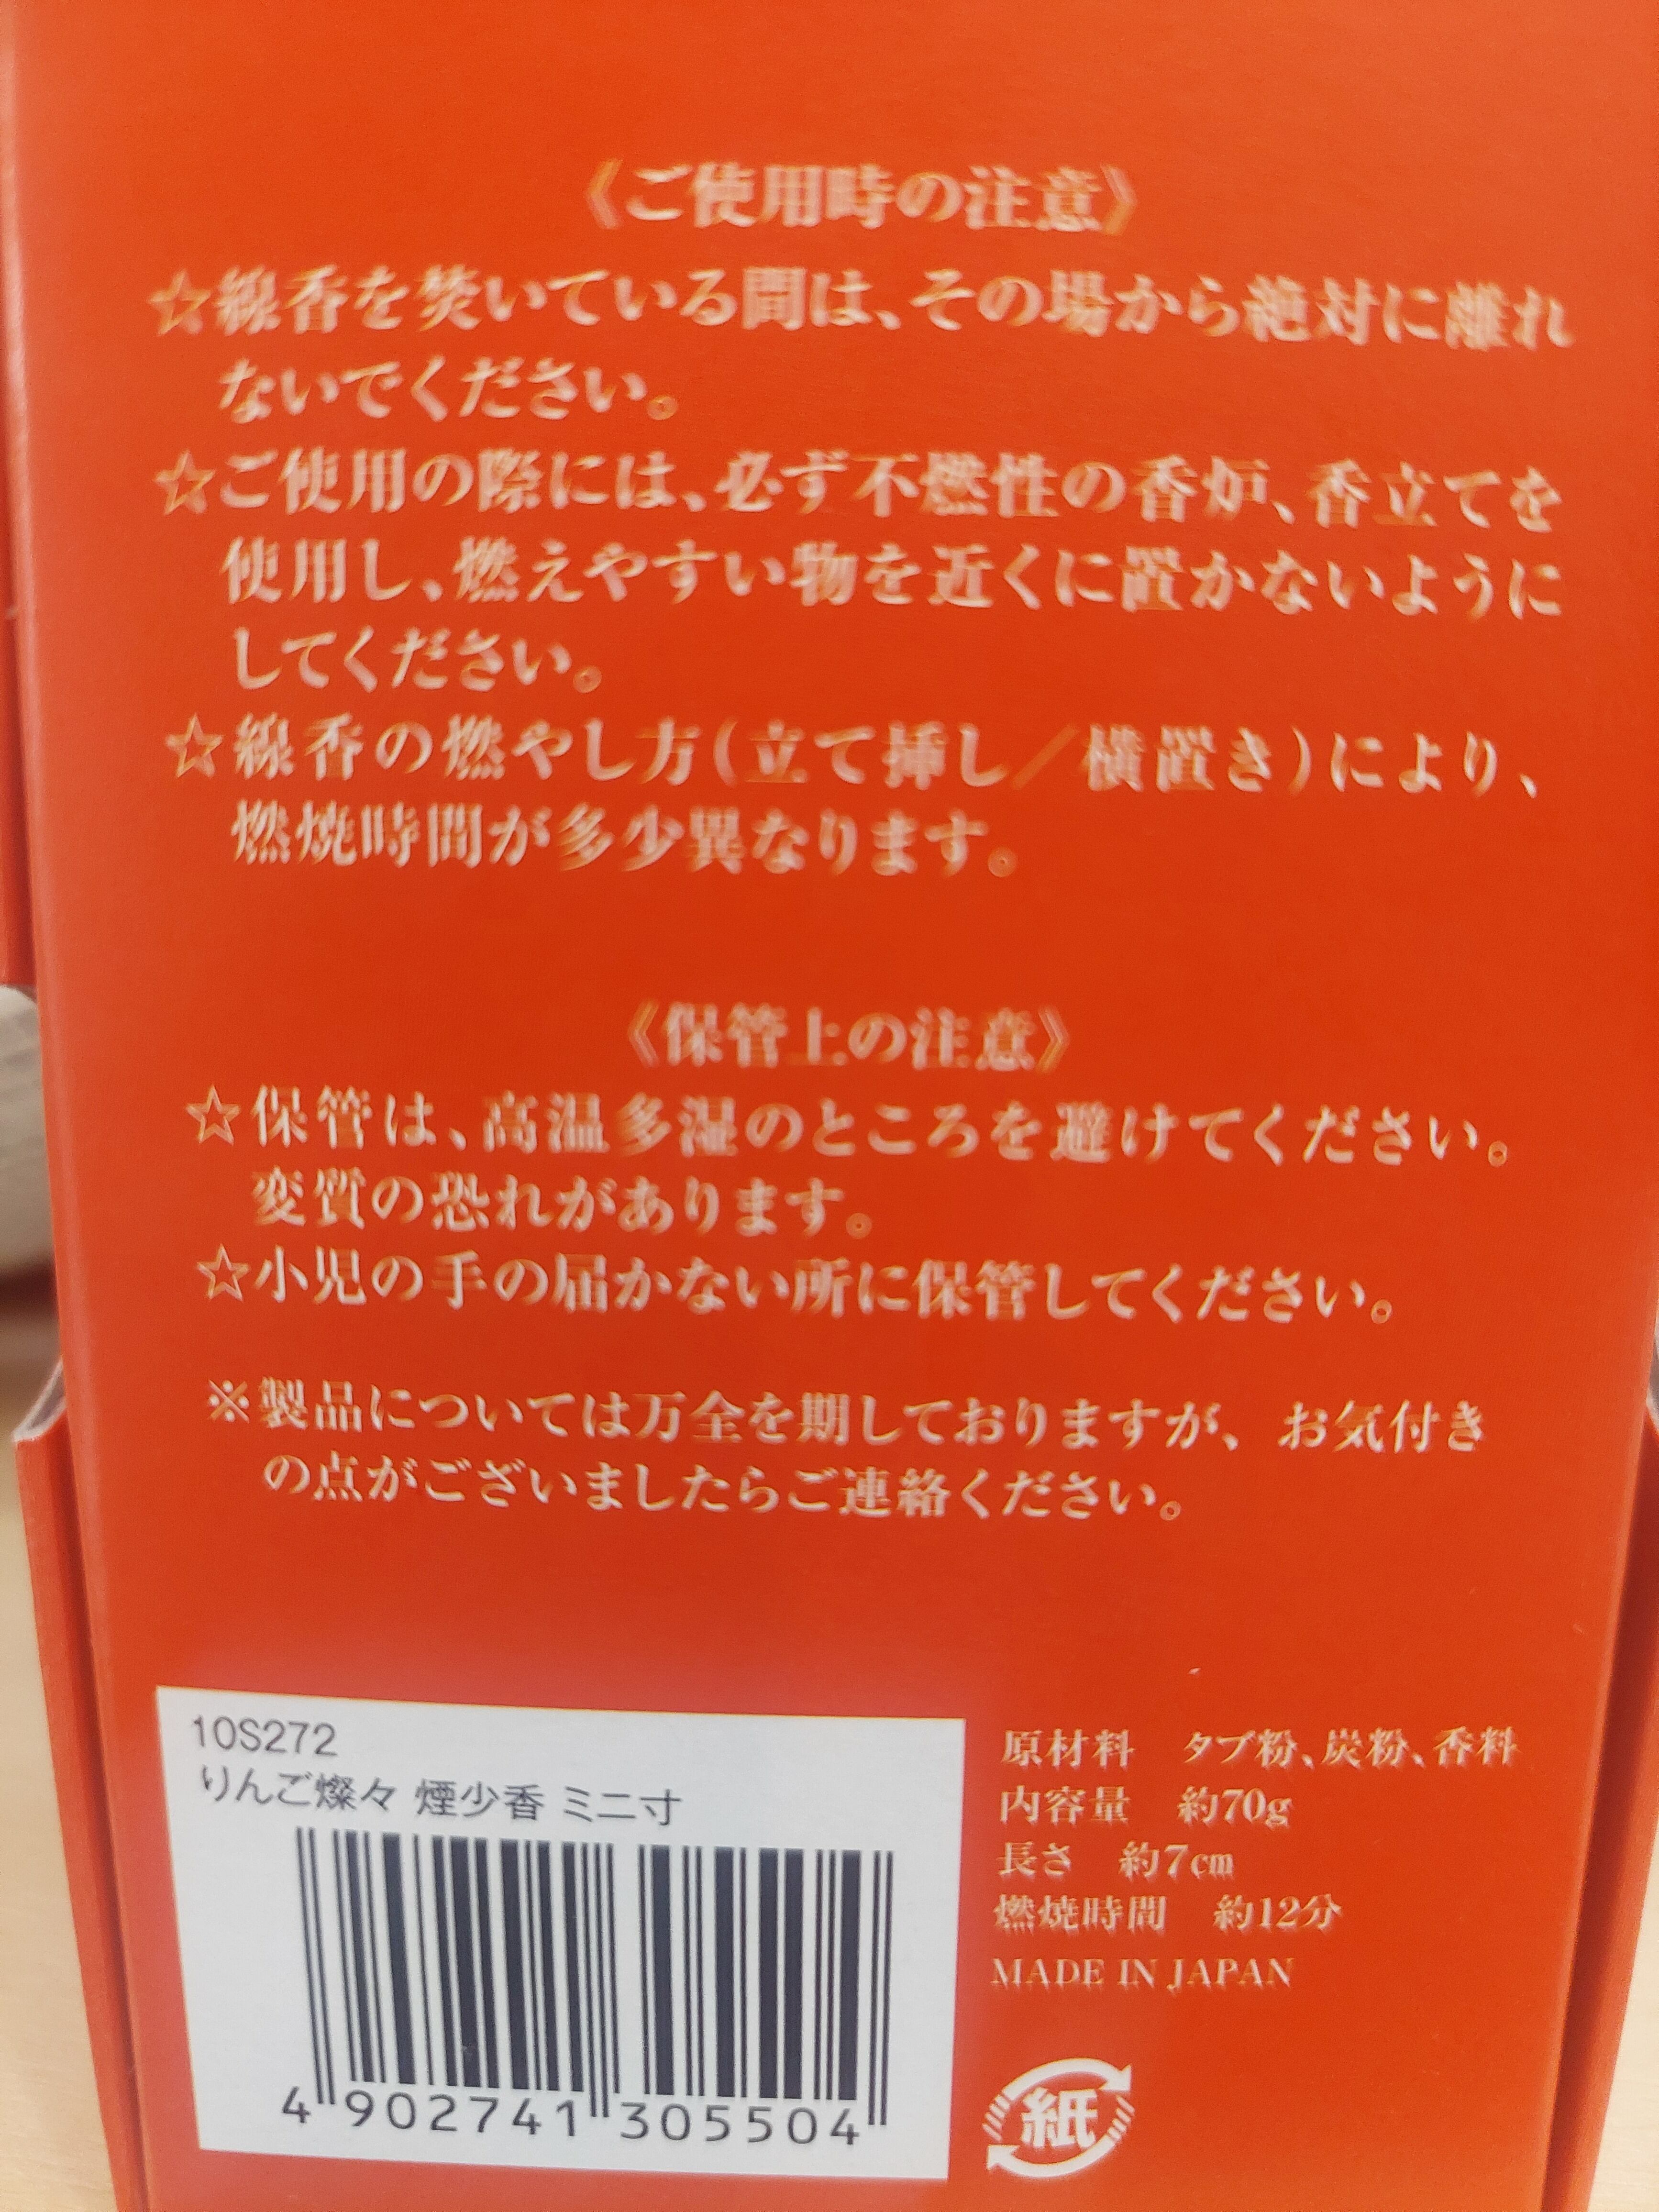 《ご使用時の注意》
☆線香を焚いている間は、その場から絶対に離れ
ないでください。
☆ご使用の際には、必ず不燃性の香炉、香立てを
使用し、燃えやすい物を近くに置かないように
してください。
☆線香の燃やし方(立て挿し／横置き)により、
燃焼時間が多少異なります。
《保管上の注意》
☆保管は、高温多湿のところを避けてください。
変質の恐れがあります。
☆小児の手の届かない所に保管してください。
※製品については万全を期しておりますが、お気付き
の点がございましたらご連絡ください。
10S272
りんご燦々 煙少香 ミニ寸
4 902741 305504
原材料 タブ粉、炭粉、香料
内容量 約70g
長さ 約7cm
燃焼時間 約12分
MADE IN JAPAN
紙